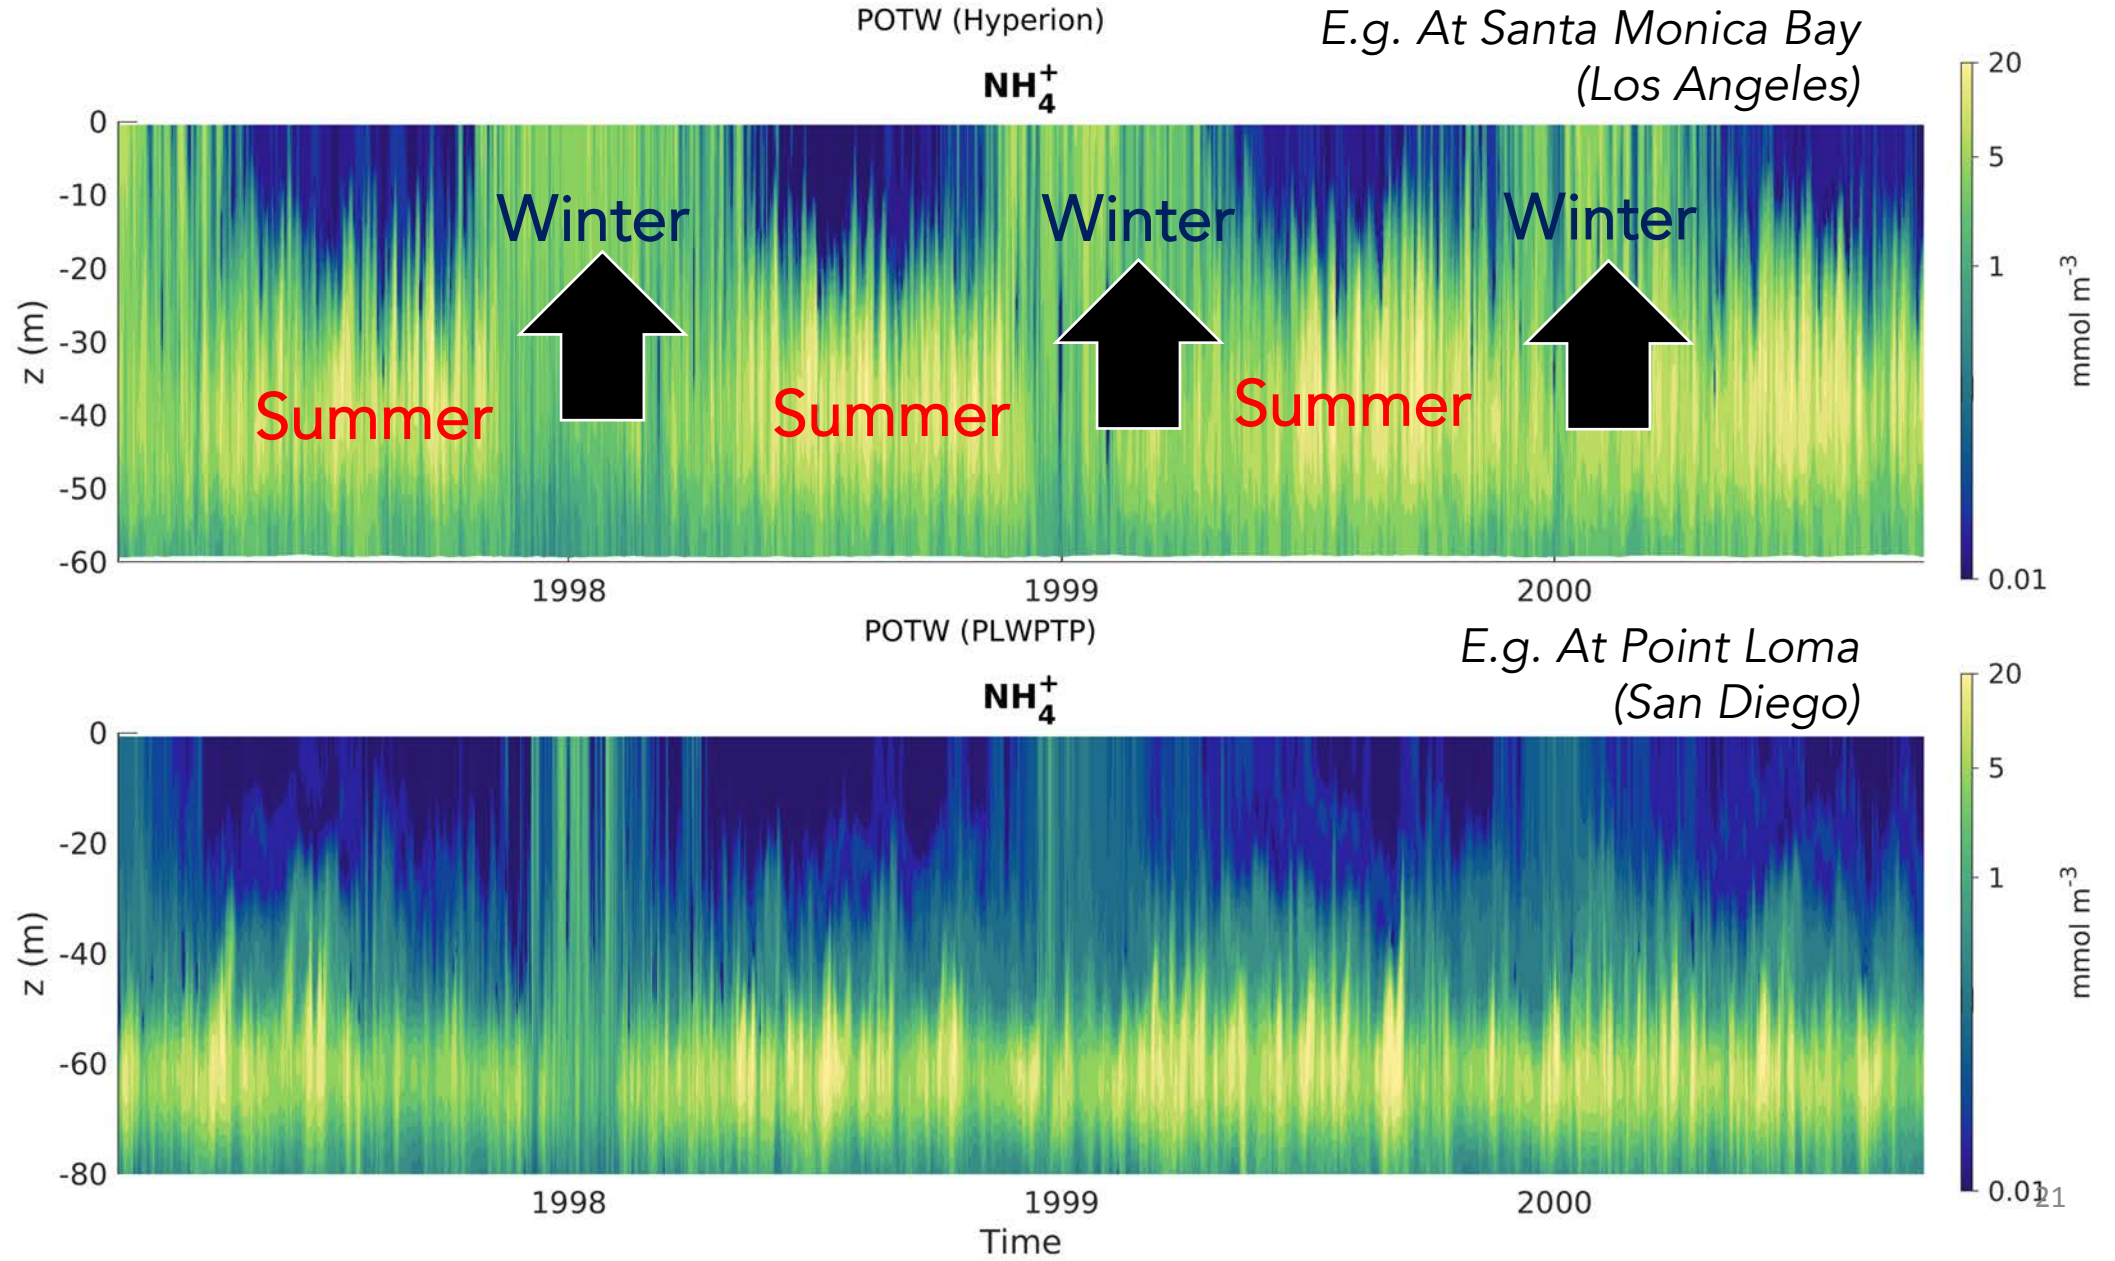 POTW (Hyperion)
E.g. At Santa Monica Bay
(Los Angeles)
NH₄⁺
20
5
1
0.01
mmol m⁻³
0
-10
-20
-30
-40
-50
-60
z (m)
Winter
Winter
Winter
Summer
Summer
Summer
1998
1999
2000
POTW (PLWPTP)
E.g. At Point Loma
(San Diego)
NH₄⁺
20
5
1
0.01
mmol m⁻³
0
-20
-40
-60
-80
z (m)
1998
1999
2000
Time
21